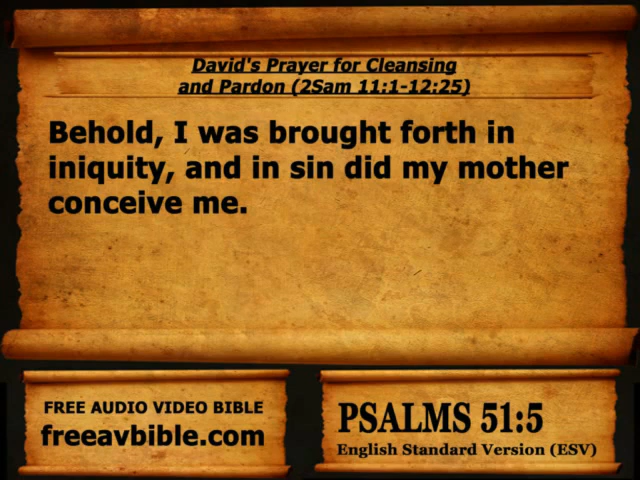 David's Prayer for Cleansing
and Pardon (2Sam 11:1-12:25)
Behold, I was brought forth in
iniquity, and in sin did my mother
conceive me.
FREE AUDIO VIDEO BIBLE
freeavbible.com
PSALMS 51:5
English Standard Version (ESV)